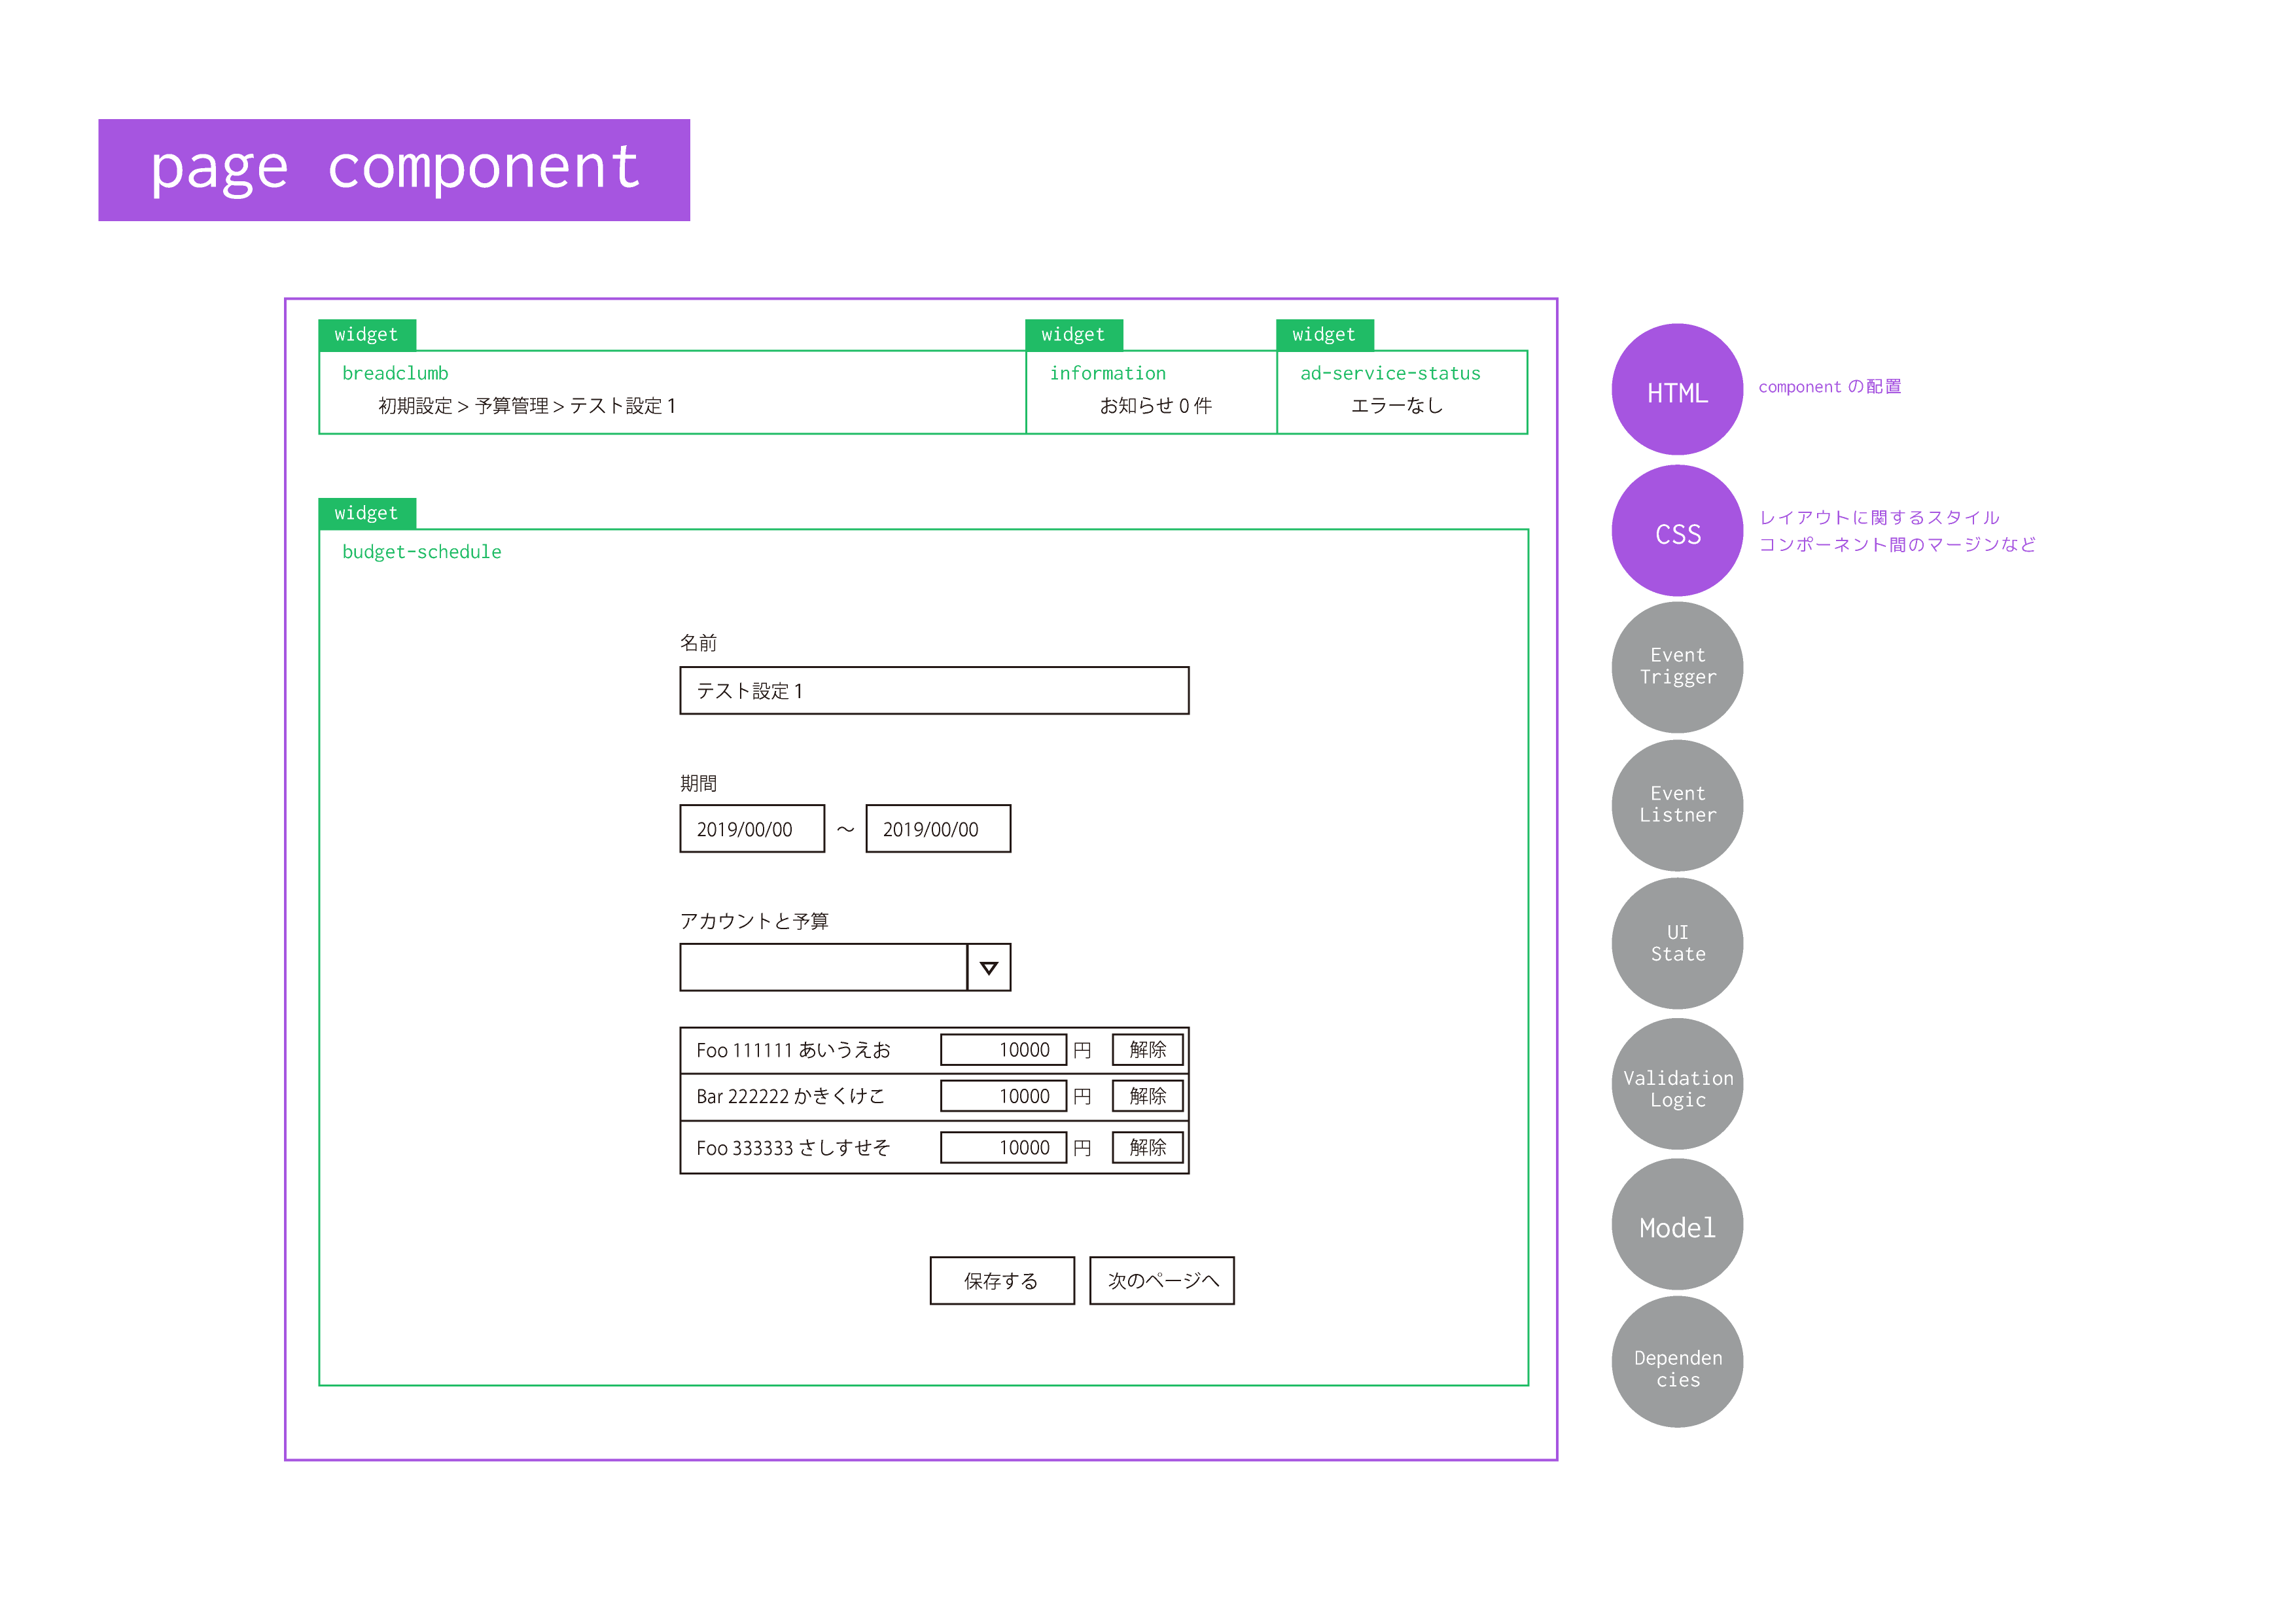 page component
widget
widget
widget
breadclumb
information
ad-service-status
初期設定 > 予算管理 > テスト設定 1
お知らせ 0 件
エラーなし
widget
budget-schedule
名前
テスト設定 1
期間
2019/00/00 ～ 2019/00/00
アカウントと予算
Foo 111111 あいうえお 10000 円 解除
Bar 222222 かきくけこ 10000 円 解除
Foo 333333 さしすせそ 10000 円 解除
保存する
次のページへ
HTML
component の配置
CSS
レイアウトに関するスタイル
コンポーネント間のマージンなど
Event
Trigger
Event
Listner
UI
State
Validation
Logic
Model
Dependen
cies